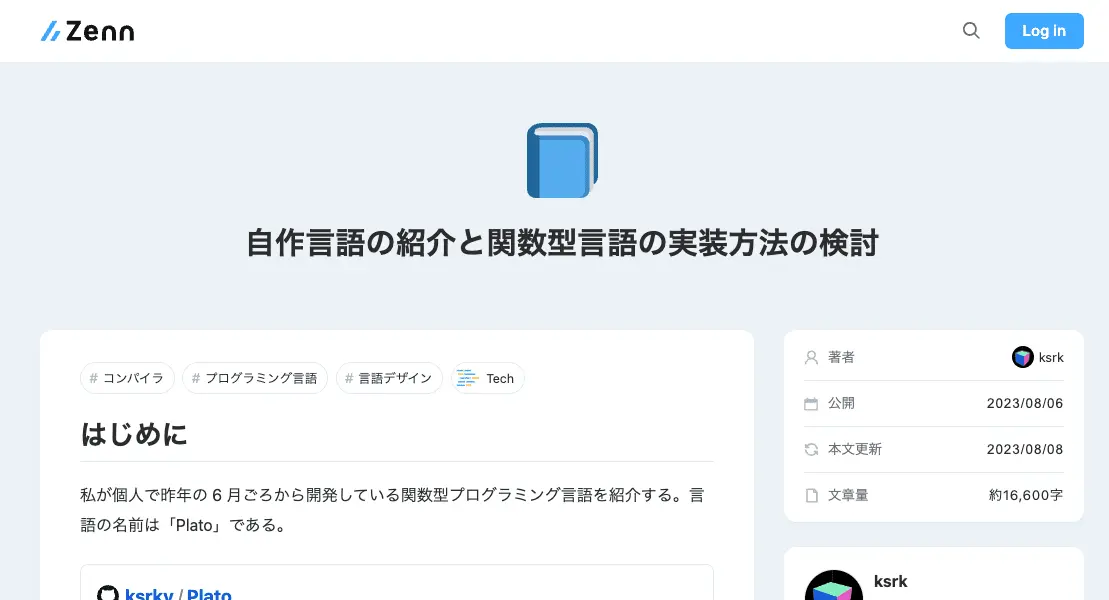 Zenn
Log in
自作言語の紹介と関数型言語の実装方法の検討
# コンパイラ
# プログラミング言語
# 言語デザイン
Tech
はじめに
私が個人で昨年の 6 月ごろから開発している関数型プログラミング言語を紹介する。言
語の名前は「Plato」である。
ksrky / Plato
著者 ksrk
公開 2023/08/06
本文更新 2023/08/08
文章量 約16,600字
ksrk